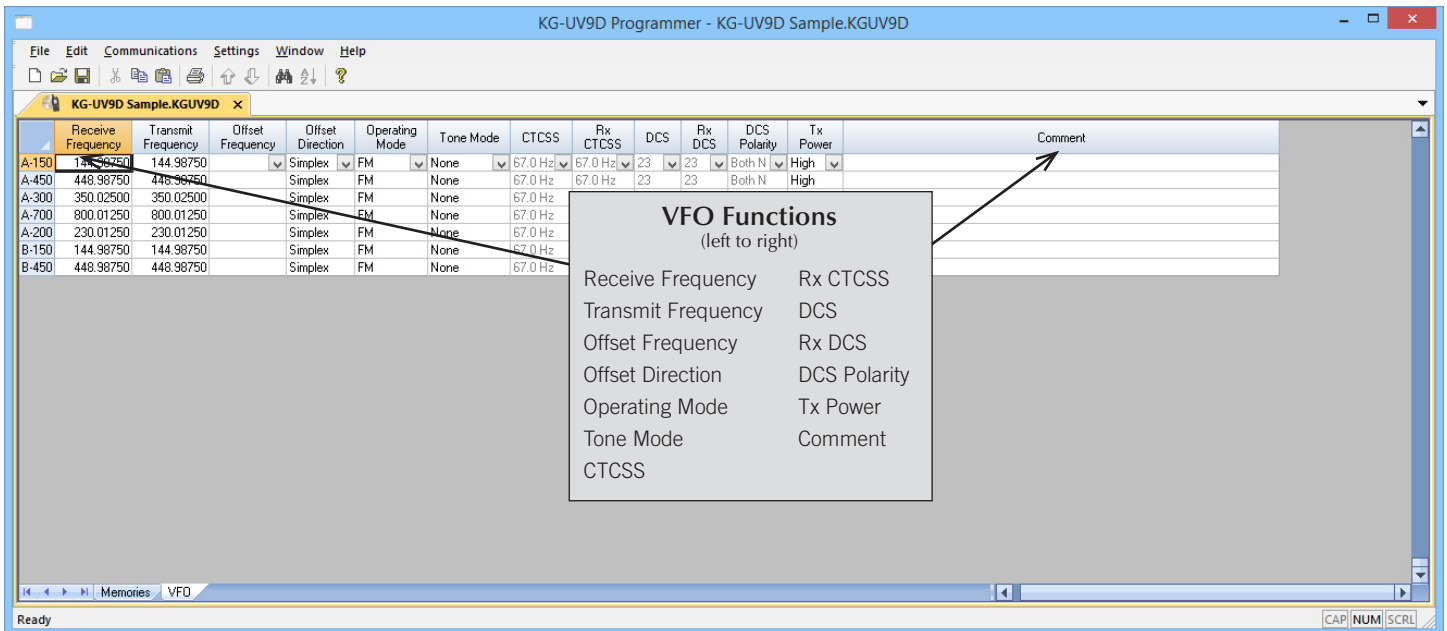 KG-UV9D Programmer - KG-UV9D Sample.KGUV9D
File Edit Communications Settings Window Help
KG-UV9D Sample.KGUV9D X
Receive Frequency Transmit Frequency Offset Frequency Offset Direction Operating Mode Tone Mode CTCSS Rx CTCSS DCS Rx DCS DCS Polarity Tx Power Comment
A-150 144.98750 144.98750 Simplex FM None 67.0 Hz 67.0 Hz 23 23 Both N High
A-450 448.98750 448.98750 Simplex FM None 67.0 Hz 67.0 Hz 23 23 Both N High
A-300 350.02500 350.02500 Simplex FM None 67.0 Hz
A-700 800.01250 800.01250 Simplex FM None 67.0 Hz
A-200 230.01250 230.01250 Simplex FM None 67.0 Hz
B-150 144.98750 144.98750 Simplex FM None 67.0 Hz
B-450 448.98750 448.98750 Simplex FM None 67.0 Hz
VFO Functions
(left to right)
Receive Frequency
Transmit Frequency
Offset Frequency
Offset Direction
Operating Mode
Tone Mode
CTCSS
Rx CTCSS
DCS
Rx DCS
DCS Polarity
Tx Power
Comment
Memories VFO
Ready CAP NUM SCRL